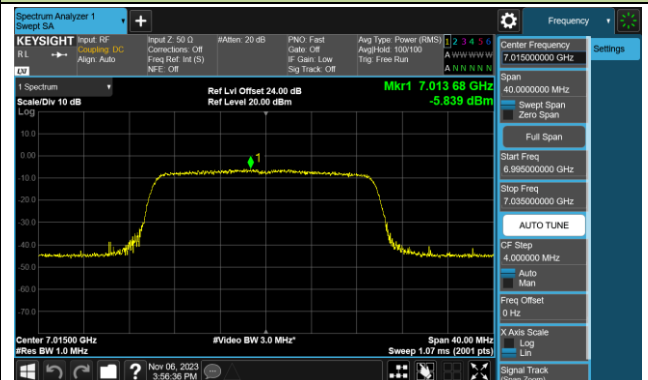 Spectrum Analyzer 1
Swept SA
Frequency
KEYSIGHT
RL
LXI
Input: RF
Coupling: DC
Align: Auto
Input Z: 50 Ω
Corrections: Off
Freq Ref: Int (S)
NFE: Off
#Atten: 20 dB
PNO: Fast
Gate: Off
IF Gain: Low
Sig Track: Off
Avg Type: Power (RMS)
Avg|Hold: 100/100
Trig: Free Run
1 2 3 4 5 6
A W W W W W
A N N N N N
Center Frequency
7.015000000 GHz
Settings
Span
40.0000000 MHz
Swept Span
Zero Span
Full Span
Start Freq
6.995000000 GHz
Stop Freq
7.035000000 GHz
AUTO TUNE
CF Step
4.000000 MHz
Auto
Man
Freq Offset
0 Hz
X Axis Scale
Log
Lin
Signal Track
(Span Zoom)
1 Spectrum
Scale/Div 10 dB
Log
Ref Lvl Offset 24.00 dB
Ref Level 20.00 dBm
Mkr1 7.013 68 GHz
-5.839 dBm
1
10.0
0.00
-10.0
-20.0
-30.0
-40.0
-50.0
-60.0
-70.0
Center 7.01500 GHz
#Res BW 1.0 MHz
#Video BW 3.0 MHz*
Span 40.00 MHz
Sweep 1.07 ms (2001 pts)
?
Nov 06, 2023
3:56:36 PM